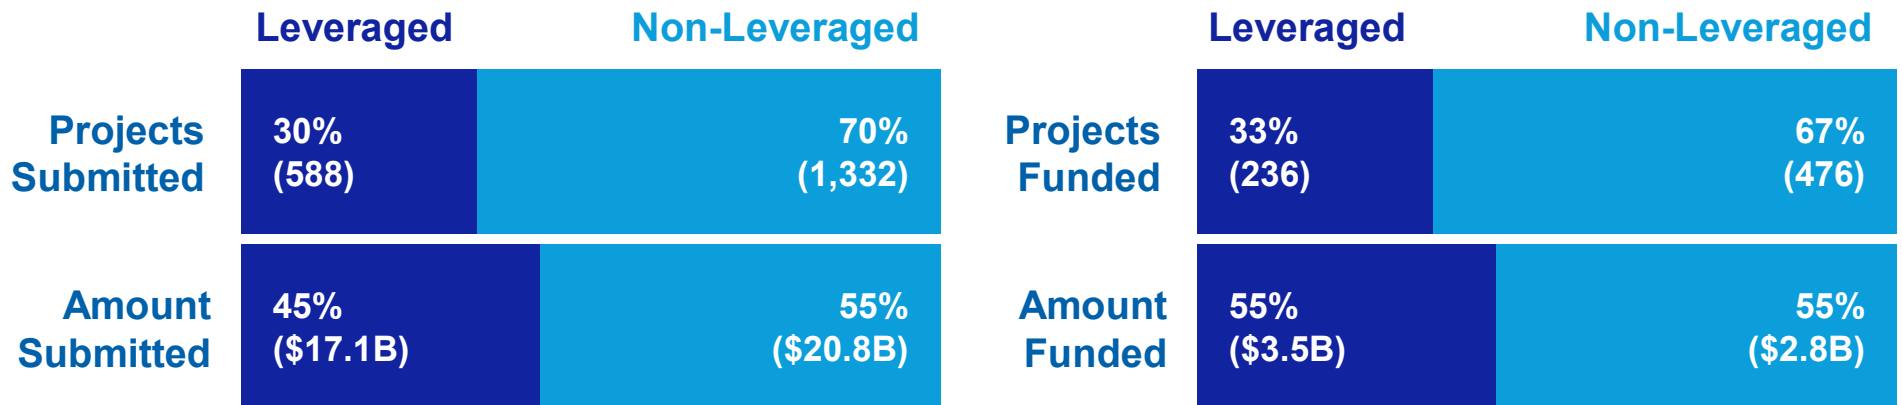 Leveraged Non-Leveraged
Projects
Submitted
30%
(588)
70%
(1,332)
Amount
Submitted
45%
($17.1B)
55%
($20.8B)
Leveraged Non-Leveraged
Projects
Funded
33%
(236)
67%
(476)
Amount
Funded
55%
($3.5B)
55%
($2.8B)